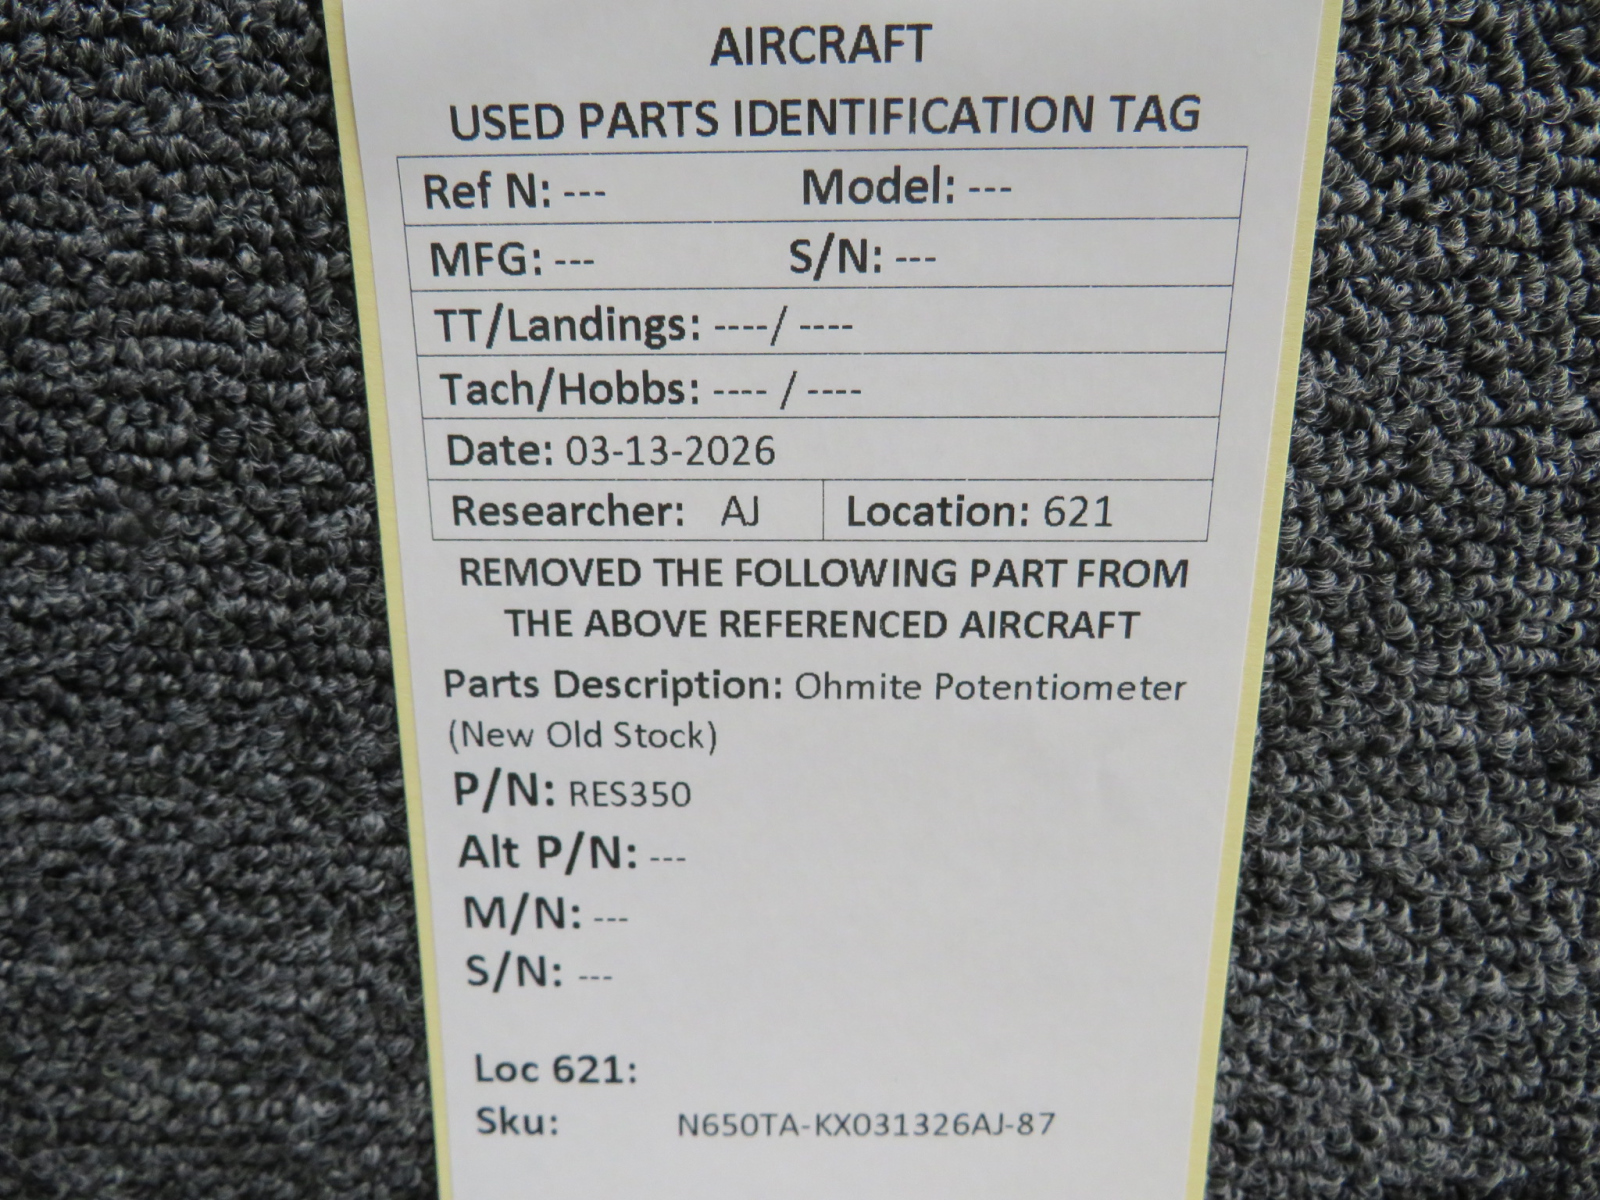 AIRCRAFT
USED PARTS IDENTIFICATION TAG
Ref N: --- Model: ---
MFG: --- S/N: ---
TT/Landings: ----/ ----
Tach/Hobbs: ---- / ----
Date: 03-13-2026
Researcher: AJ Location: 621
REMOVED THE FOLLOWING PART FROM
THE ABOVE REFERENCED AIRCRAFT
Parts Description: Ohmite Potentiometer
(New Old Stock)
P/N: RES350
Alt P/N: ---
M/N: ---
S/N: ---
Loc 621:
Sku: N650TA-KX031326AJ-87